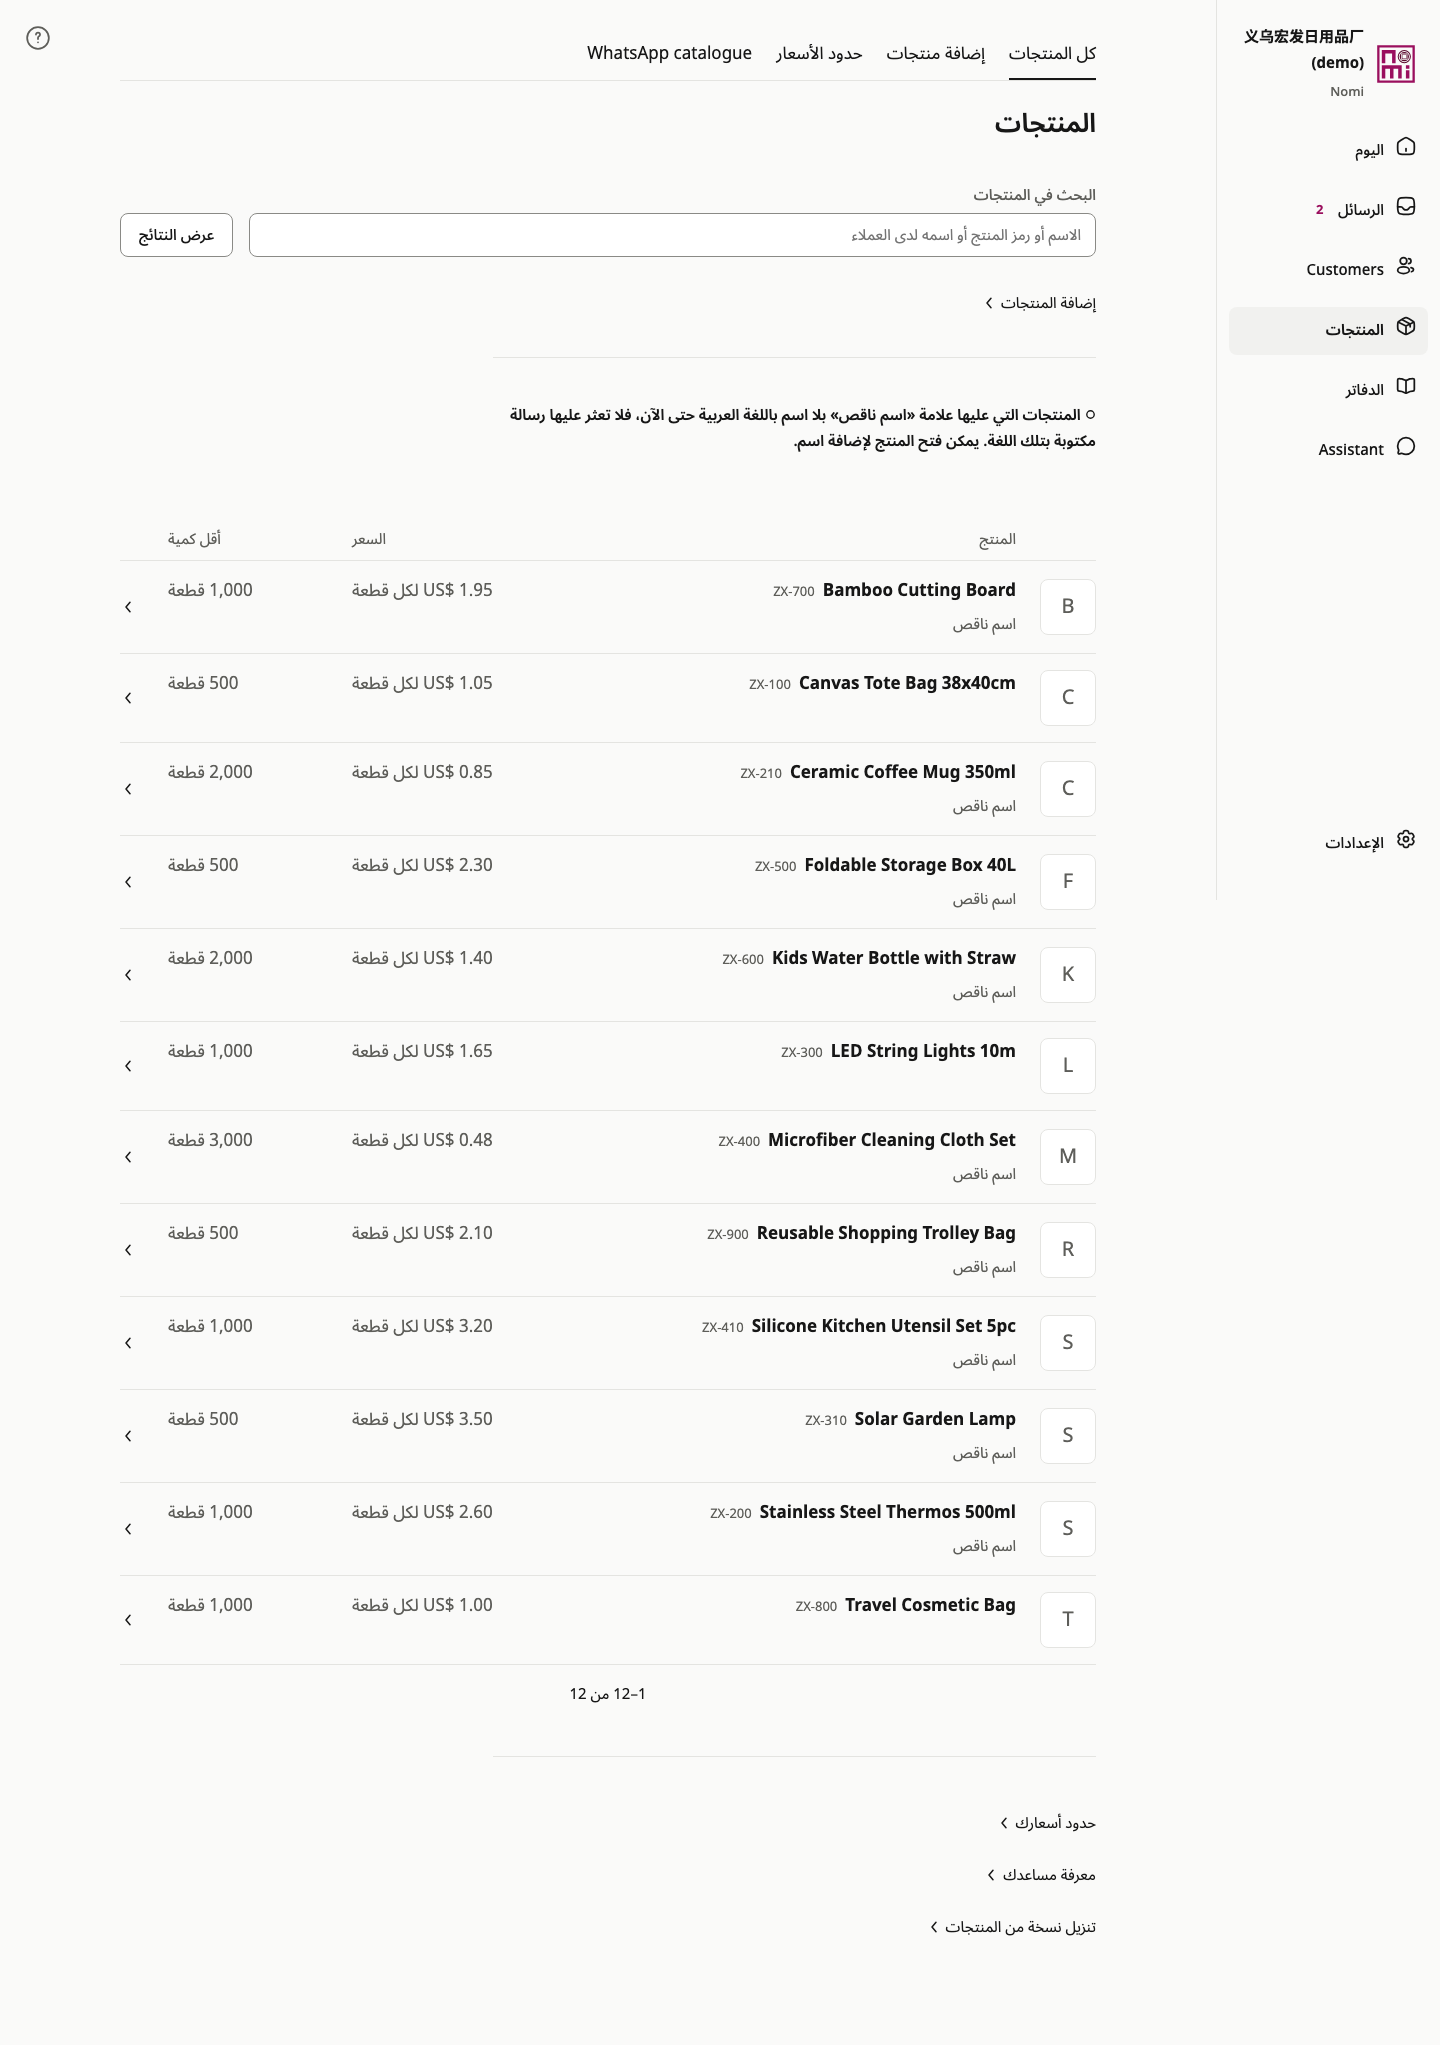 义乌宏发日用品厂
(demo)
Nomi
اليوم
الرسائل 2
Customers
المنتجات
الدفاتر
Assistant
الإعدادات
كل المنتجات إضافة منتجات حدود الأسعار WhatsApp catalogue
المنتجات
البحث في المنتجات
الاسم أو رمز المنتج أو اسمه لدى العملاء عرض النتائج
إضافة المنتجات
المنتجات التي عليها علامة «اسم ناقص» بلا اسم باللغة العربية حتى الآن، فلا تعثر عليها رسالة
مكتوبة بتلك اللغة. يمكن فتح المنتج لإضافة اسم.
المنتج السعر أقل كمية
B Bamboo Cutting Board ZX-700 US$ 1.95 لكل قطعة 1,000 قطعة
اسم ناقص
C Canvas Tote Bag 38x40cm ZX-100 US$ 1.05 لكل قطعة 500 قطعة
C Ceramic Coffee Mug 350ml ZX-210 US$ 0.85 لكل قطعة 2,000 قطعة
اسم ناقص
F Foldable Storage Box 40L ZX-500 US$ 2.30 لكل قطعة 500 قطعة
اسم ناقص
K Kids Water Bottle with Straw ZX-600 US$ 1.40 لكل قطعة 2,000 قطعة
اسم ناقص
L LED String Lights 10m ZX-300 US$ 1.65 لكل قطعة 1,000 قطعة
M Microfiber Cleaning Cloth Set ZX-400 US$ 0.48 لكل قطعة 3,000 قطعة
اسم ناقص
R Reusable Shopping Trolley Bag ZX-900 US$ 2.10 لكل قطعة 500 قطعة
اسم ناقص
S Silicone Kitchen Utensil Set 5pc ZX-410 US$ 3.20 لكل قطعة 1,000 قطعة
اسم ناقص
S Solar Garden Lamp ZX-310 US$ 3.50 لكل قطعة 500 قطعة
اسم ناقص
S Stainless Steel Thermos 500ml ZX-200 US$ 2.60 لكل قطعة 1,000 قطعة
اسم ناقص
T Travel Cosmetic Bag ZX-800 US$ 1.00 لكل قطعة 1,000 قطعة
1–12 من 12
حدود أسعارك
معرفة مساعدك
تنزيل نسخة من المنتجات